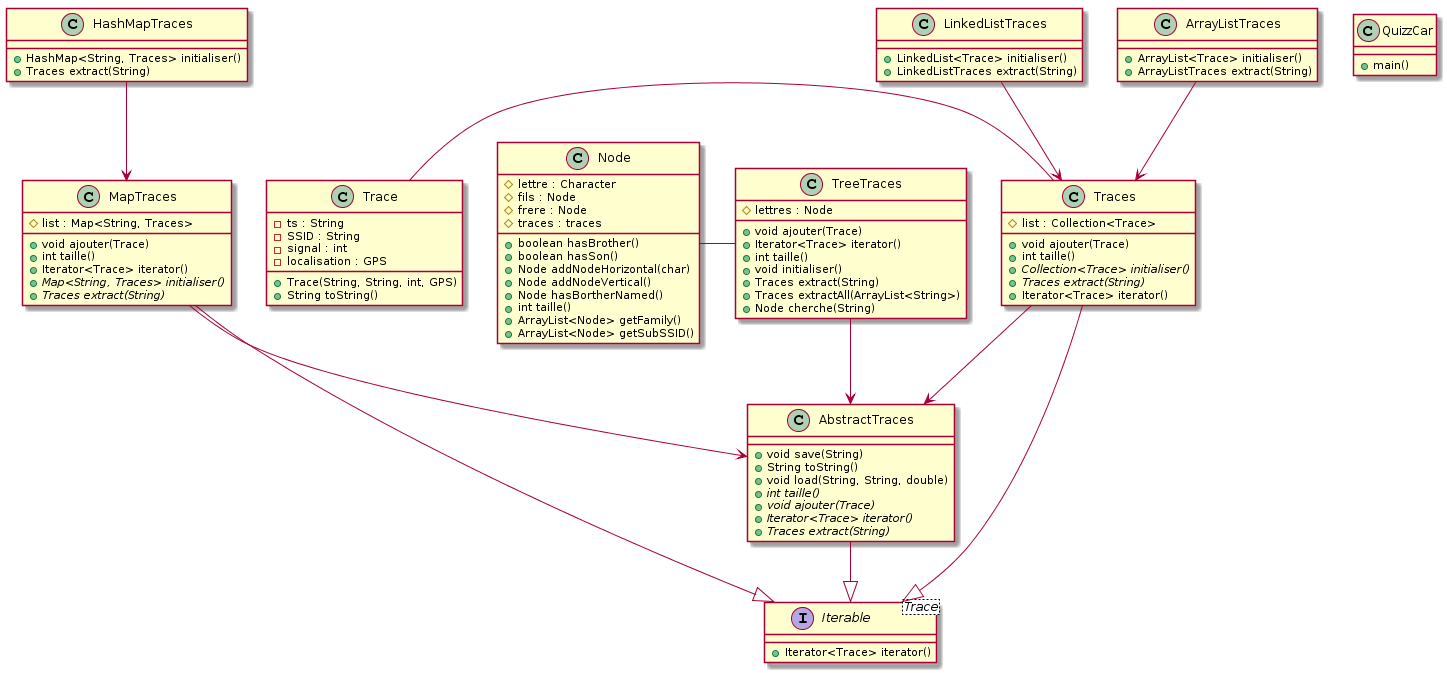 C HashMapTraces
HashMap<String, Traces> initialiser()
Traces extract(String)
C LinkedListTraces
LinkedList<Trace> initialiser()
LinkedListTraces extract(String)
C ArrayListTraces
ArrayList<Trace> initialiser()
ArrayListTraces extract(String)
C QuizzCar
main()
C MapTraces
list : Map<String, Traces>
void ajouter(Trace)
int taille()
Iterator<Trace> iterator()
Map<String, Traces> initialiser()
Traces extract(String)
C Trace
ts : String
SSID : String
signal : int
localisation : GPS
Trace(String, String, int, GPS)
String toString()
C Node
lettre : Character
fils : Node
frere : Node
traces : traces
boolean hasBrother()
boolean hasSon()
Node addNodeHorizontal(char)
Node addNodeVertical()
Node hasBortherNamed()
int taille()
ArrayList<Node> getFamily()
ArrayList<Node> getSubSSID()
C TreeTraces
lettres : Node
void ajouter(Trace)
Iterator<Trace> iterator()
int taille()
void initialiser()
Traces extract(String)
Traces extractAll(ArrayList<String>)
Node cherche(String)
C Traces
list : Collection<Trace>
void ajouter(Trace)
int taille()
Collection<Trace> initialiser()
Traces extract(String)
Iterator<Trace> iterator()
C AbstractTraces
void save(String)
String toString()
void load(String, String, double)
int taille()
void ajouter(Trace)
Iterator<Trace> iterator()
Traces extract(String)
Trace
I Iterable
Iterator<Trace> iterator()